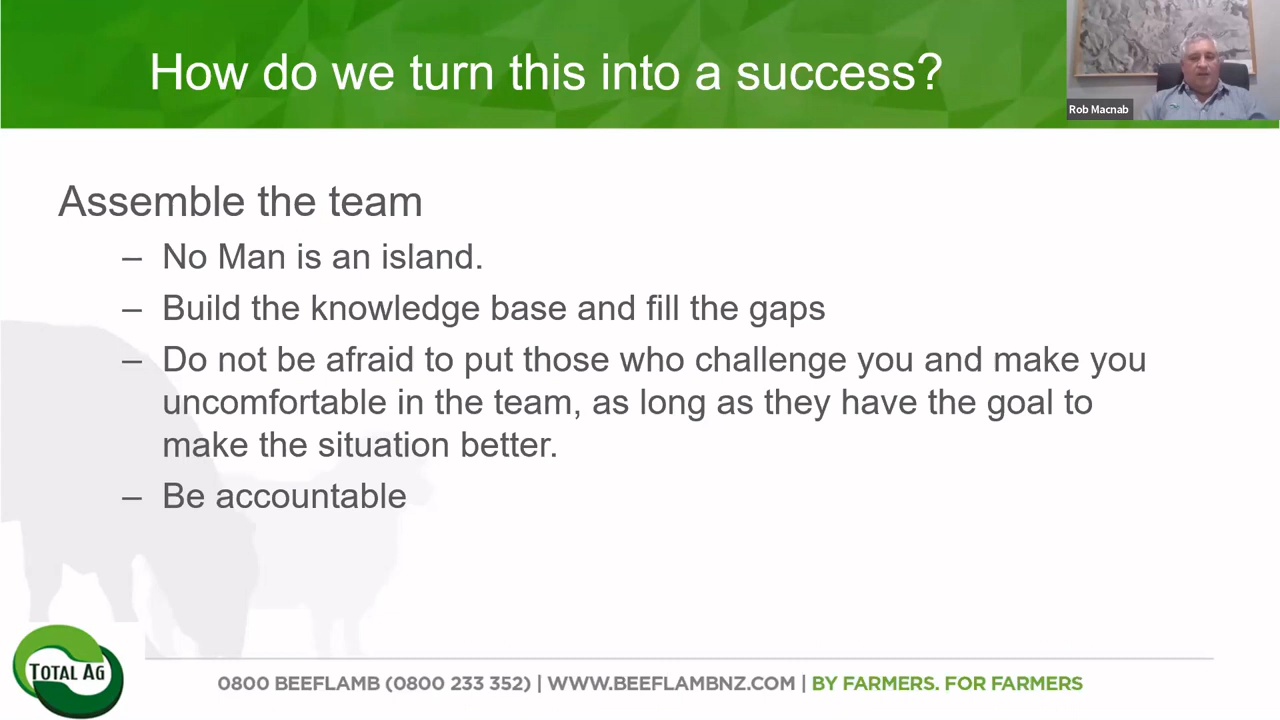 How do we turn this into a success?
Rob Macnab
Assemble the team
– No Man is an island.
– Build the knowledge base and fill the gaps
– Do not be afraid to put those who challenge you and make you
uncomfortable in the team, as long as they have the goal to
make the situation better.
– Be accountable
TOTAL AG
0800 BEEFLAMB (0800 233 352) | WWW.BEEFLAMBNZ.COM | BY FARMERS. FOR FARMERS